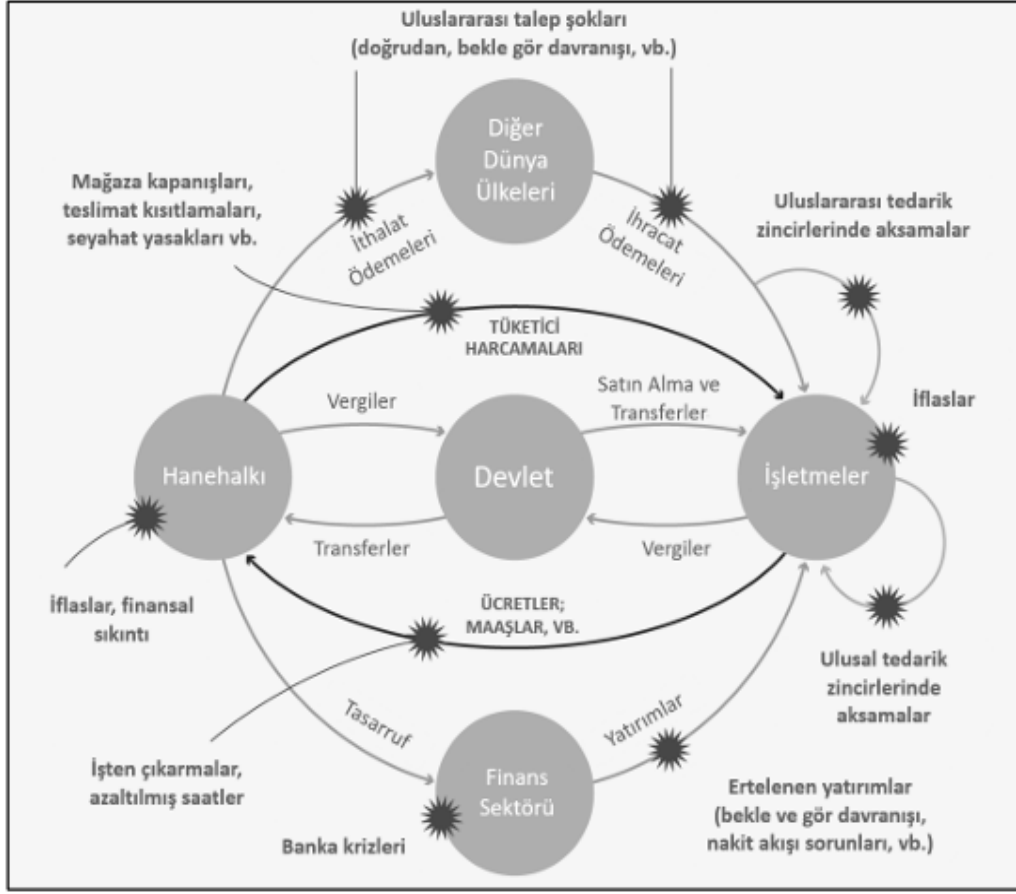 Uluslararası talep şokları
(doğrudan, bekle gör davranışı, vb.)
Diğer
Dünya
Ülkeleri
Mağaza kapanışları,
teslimat kısıtlamaları,
seyahat yasakları vb.
İthalat
Ödemeleri
İhracat
Ödemeleri
Uluslararası tedarik
zincirlerinde aksamalar
TÜKETİCİ
HARCAMALARI
Vergiler
Satın Alma ve
Transferler
İflaslar
Hanehalkı
Devlet
İşletmeler
Transferler
Vergiler
İflaslar, finansal
sıkıntı
ÜCRETLER;
MAAŞLAR, VB.
Ulusal tedarik
zincirlerinde
aksamalar
Tasarruf
Yatırımlar
İşten çıkarmalar,
azaltılmış saatler
Finans
Sektörü
Banka krizleri
Ertelenen yatırımlar
(bekle ve gör davranışı,
nakit akışı sorunları, vb.)